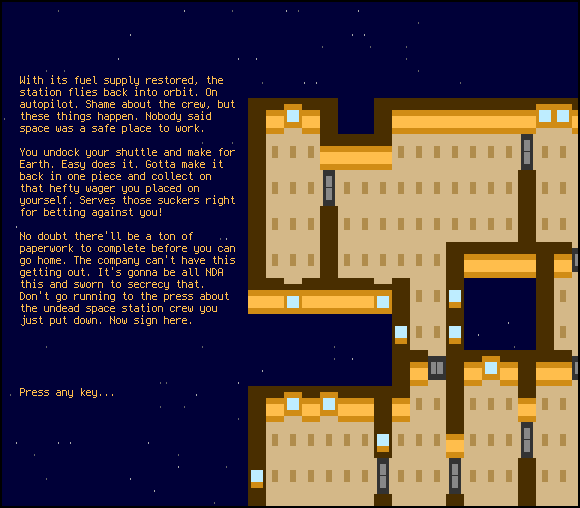 With its fuel supply restored, the
station flies back into orbit. On
autopilot. Shame about the crew, but
these things happen. Nobody said
space was a safe place to work.
You undock your shuttle and make for
Earth. Easy does it. Gotta make it
back in one piece and collect on
that hefty wager you placed on
yourself. Serves those suckers right
for betting against you!
No doubt there'll be a ton of
paperwork to complete before you can
go home. The company can't have this
getting out. It's gonna be all NDA
this and sworn to secrecy that.
Don't go running to the press about
the undead space station crew you
just put down. Now sign here.
Press any key...